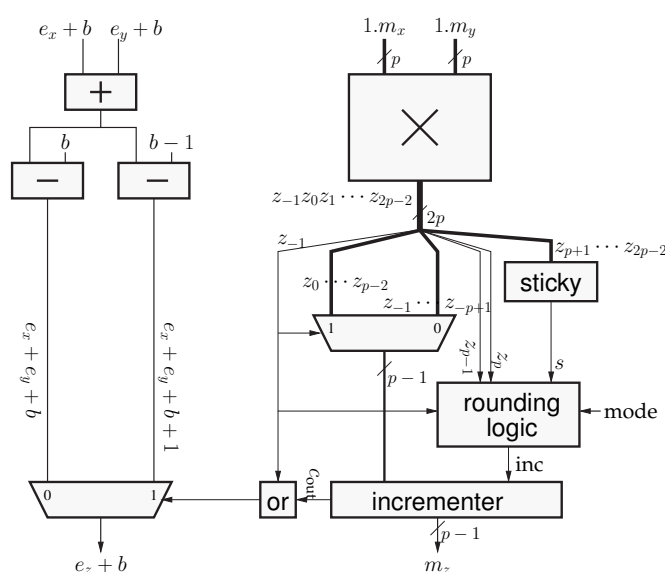 e_x + b
e_y + b
1.m_x
1.m_y
p
p
+
×
b
b − 1
−
−
z_{-1}z_0z_1 ··· z_{2p-2}
2p
z_{-1}
z_{p+1} ··· z_{2p-2}
z_0 ··· z_{p-2}
sticky
z_{-1} ··· z_{-p+1}
1
0
z_{p-1}
z_p
s
e_x + e_y + b
e_x + e_y + b + 1
p − 1
rounding
logic
mode
inc
0
1
or
c_out
incrementer
p − 1
e_z + b
m_z